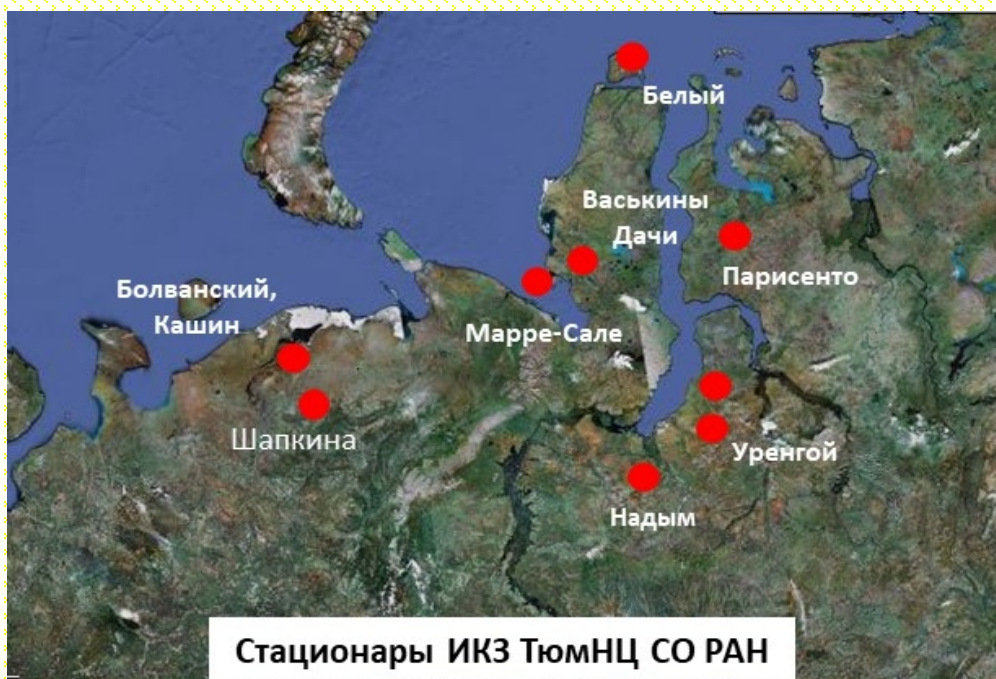 Белый
Васькины
Дачи
Парисенто
Болванский,
Кашин
Марре-Сале
Шапкина
Уренгой
Надым
Стационары ИКЗ ТюмНЦ СО РАН